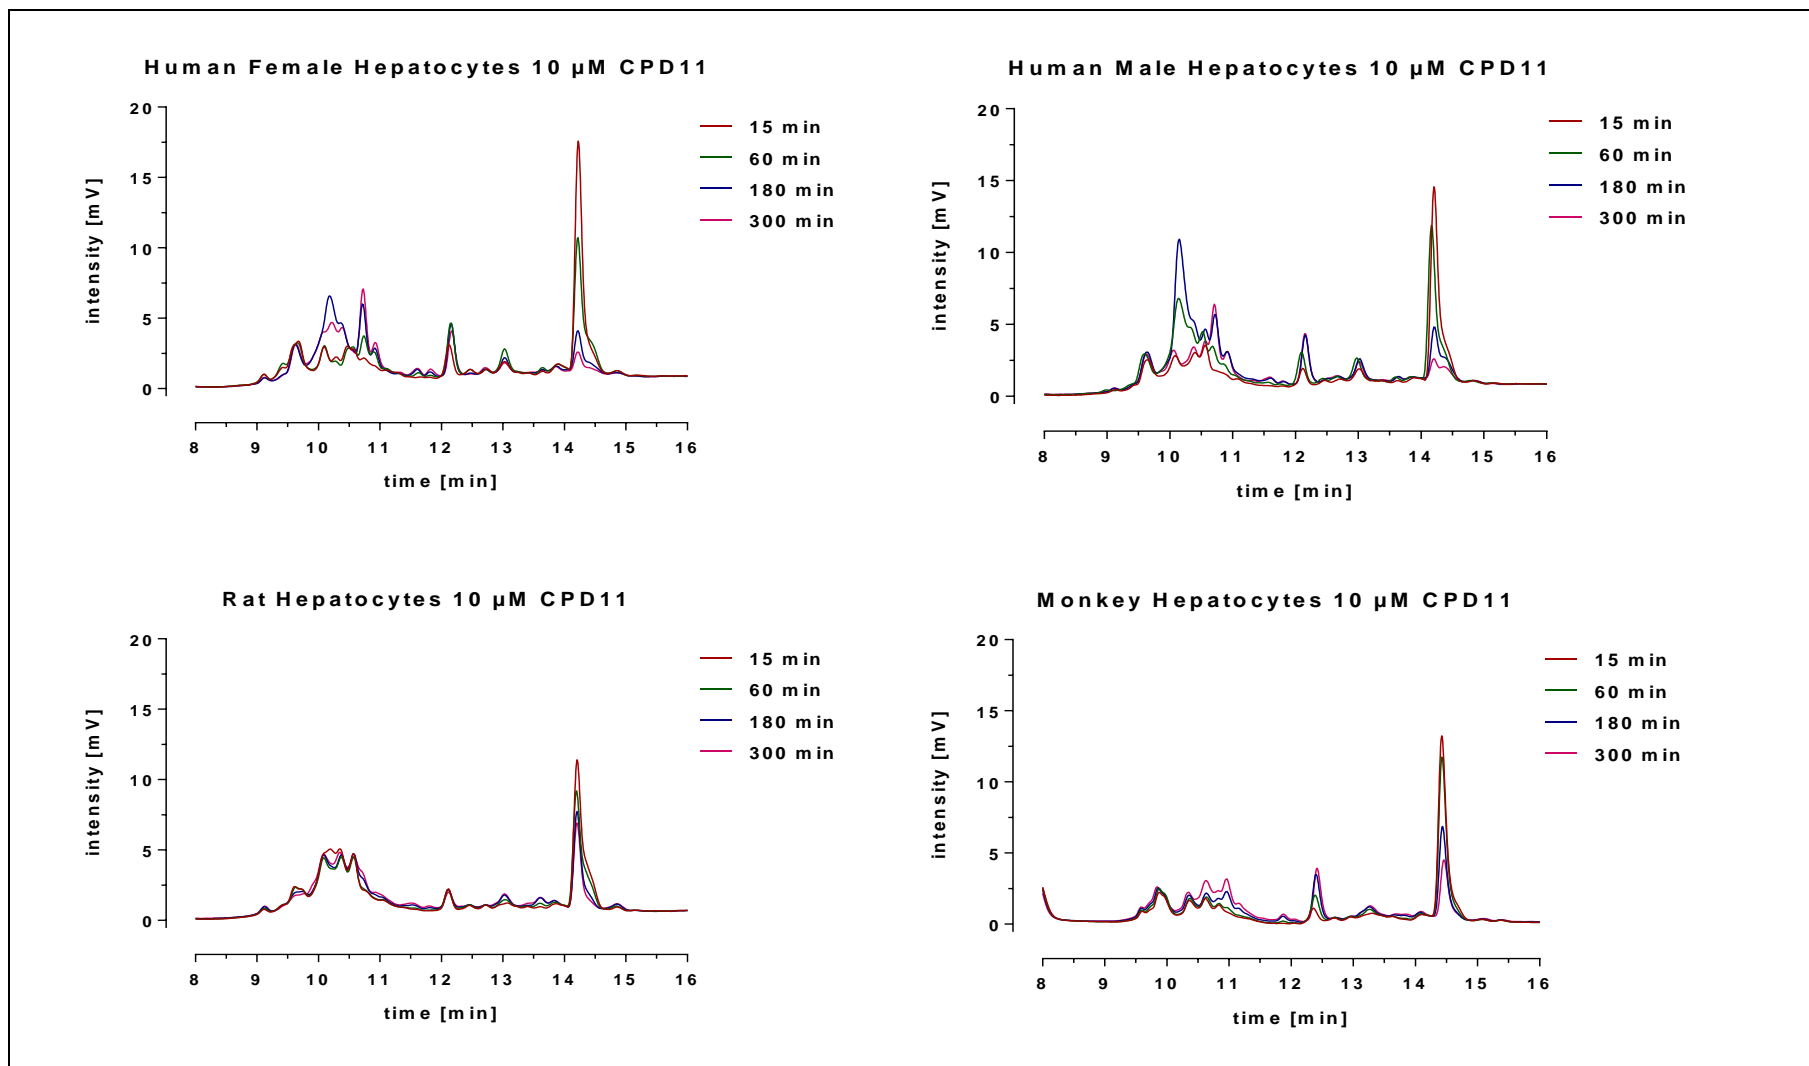 Human Female Hepatocytes 10 µM CPD11
20
15
10
5
0
intensity [mV]
15 min
60 min
180 min
300 min
8 9 10 11 12 13 14 15 16
time [min]
Human Male Hepatocytes 10 µM CPD11
20
15
10
5
0
intensity [mV]
15 min
60 min
180 min
300 min
8 9 10 11 12 13 14 15 16
time [min]
Rat Hepatocytes 10 µM CPD11
20
15
10
5
0
intensity [mV]
15 min
60 min
180 min
300 min
8 9 10 11 12 13 14 15 16
time [min]
Monkey Hepatocytes 10 µM CPD11
20
15
10
5
0
intensity [mV]
15 min
60 min
180 min
300 min
8 9 10 11 12 13 14 15 16
time [min]